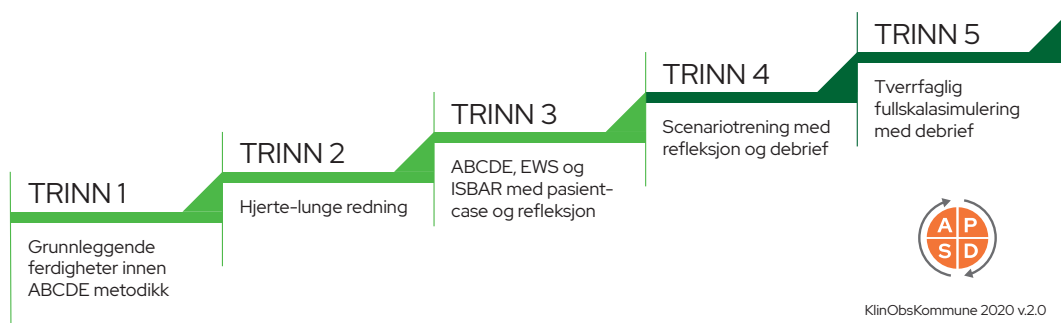 TRINN 1
Grunnleggende
ferdigheter innen
ABCDE metodikk
TRINN 2
Hjerte-lunge redning
TRINN 3
ABCDE, EWS og
ISBAR med pasient-
case og refleksjon
TRINN 4
Scenariotrening med
refleksjon og debrief
TRINN 5
Tverrfaglig
fullskalasimulering
med debrief
A P
S D
KlinObsKommune 2020 v.2.0